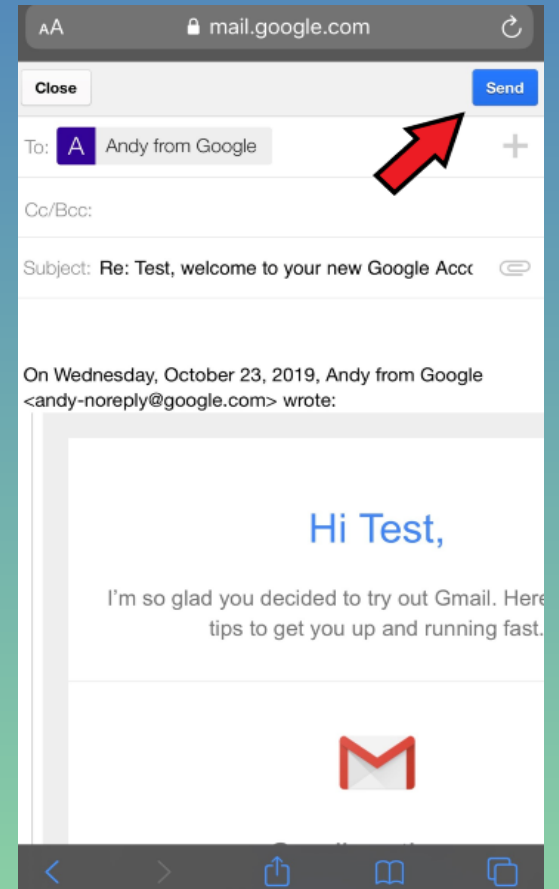 AA mail.google.com
Close Send
To: A Andy from Google
Cc/Bcc:
Subject: Re: Test, welcome to your new Google Acc
On Wednesday, October 23, 2019, Andy from Google
<andy-noreply@google.com> wrote:
Hi Test,
I'm so glad you decided to try out Gmail. Here
tips to get you up and running fast.